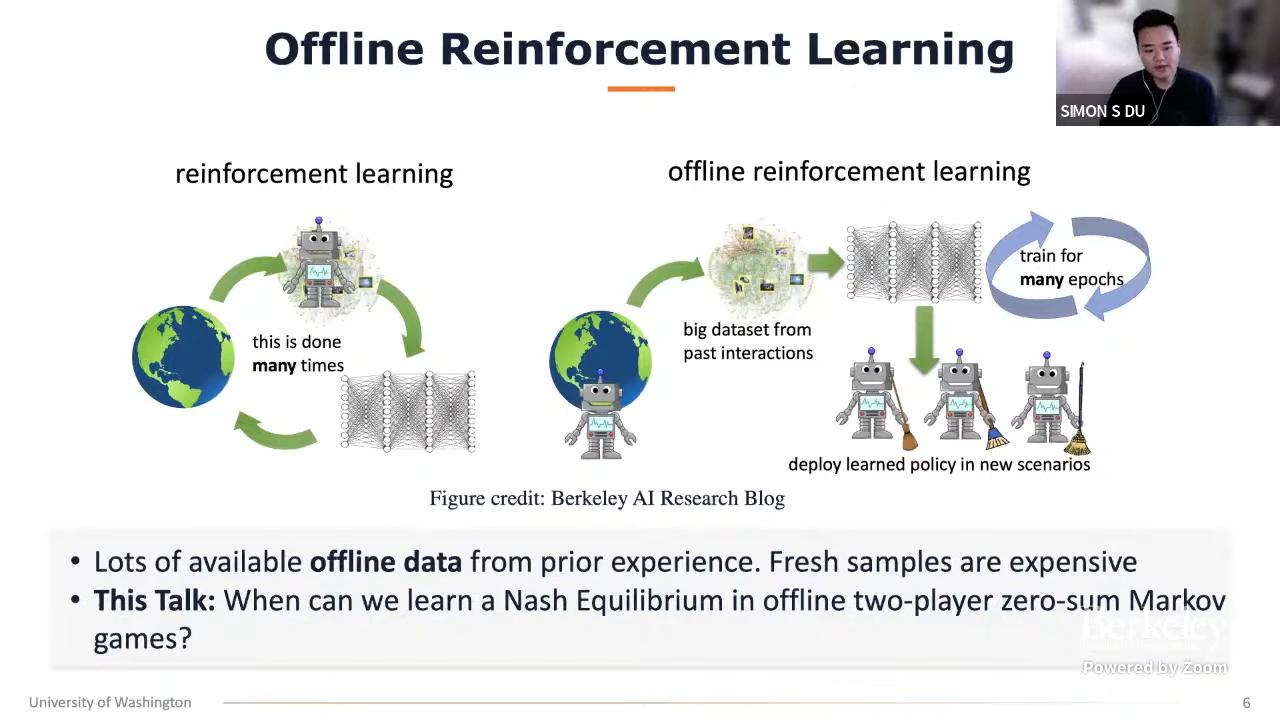 Offline Reinforcement Learning
SIMON S DU
reinforcement learning
offline reinforcement learning
this is done
many times
big dataset from
past interactions
train for
many epochs
deploy learned policy in new scenarios
Figure credit: Berkeley AI Research Blog
• Lots of available offline data from prior experience. Fresh samples are expensive
• This Talk: When can we learn a Nash Equilibrium in offline two-player zero-sum Markov
games?
Berkeley
Powered by Zoom
University of Washington
6